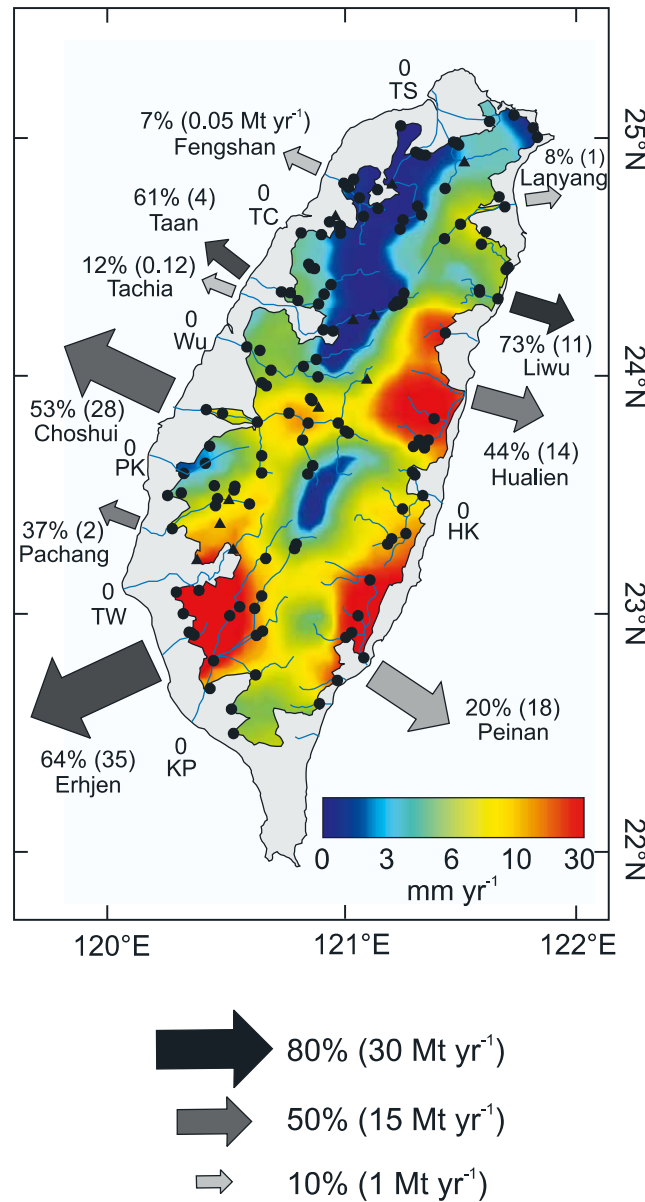 0
TS
7% (0.05 Mt yr⁻¹)
Fengshan
25°N
8% (1)
Lanyang
0
TC
61% (4)
Taan
12% (0.12)
Tachia
0
Wu
73% (11)
Liwu
24°N
53% (28)
Choshui
44% (14)
Hualien
0
PK
0
HK
37% (2)
Pachang
0
TW
23°N
20% (18)
Peinan
64% (35)
Erhjen
0
KP
0 3 6 10 30
mm yr⁻¹
22°N
120°E 121°E 122°E
80% (30 Mt yr⁻¹)
50% (15 Mt yr⁻¹)
10% (1 Mt yr⁻¹)